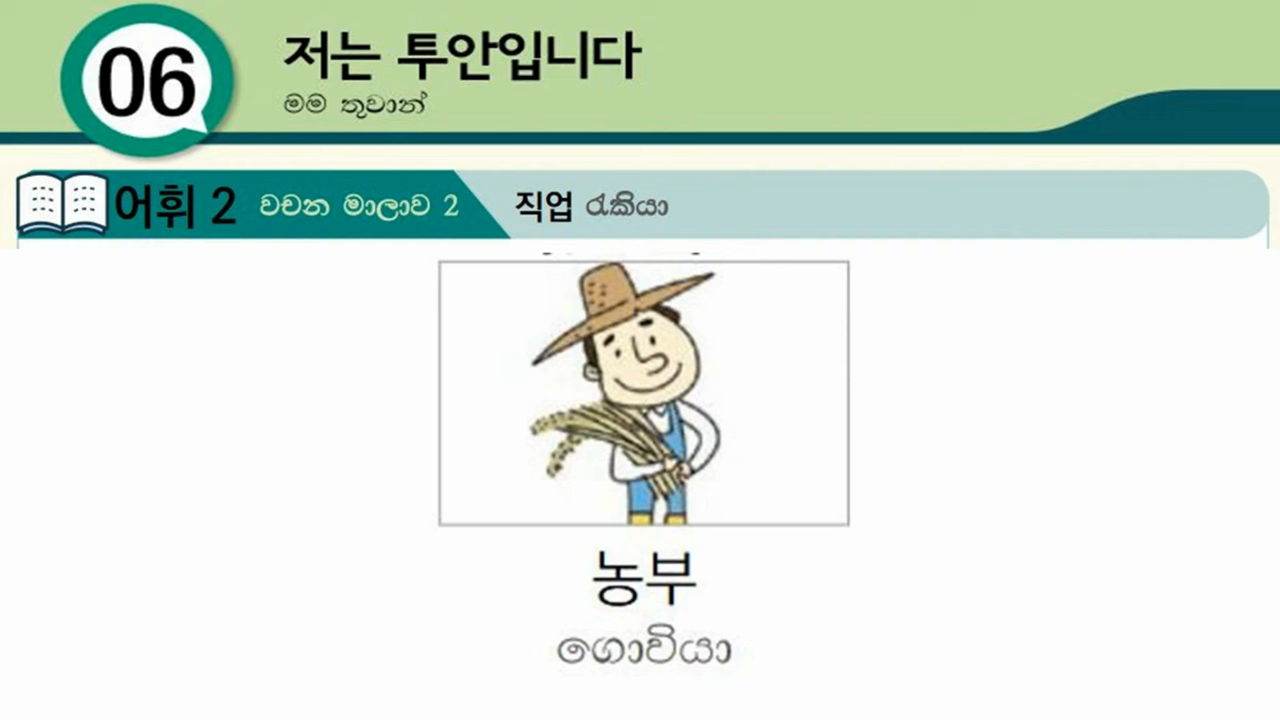 06
저는 투안입니다
මම තුවාන්
어휘 2 වචන මාලාව 2 직업 රැකියා
농부
ගොවියා